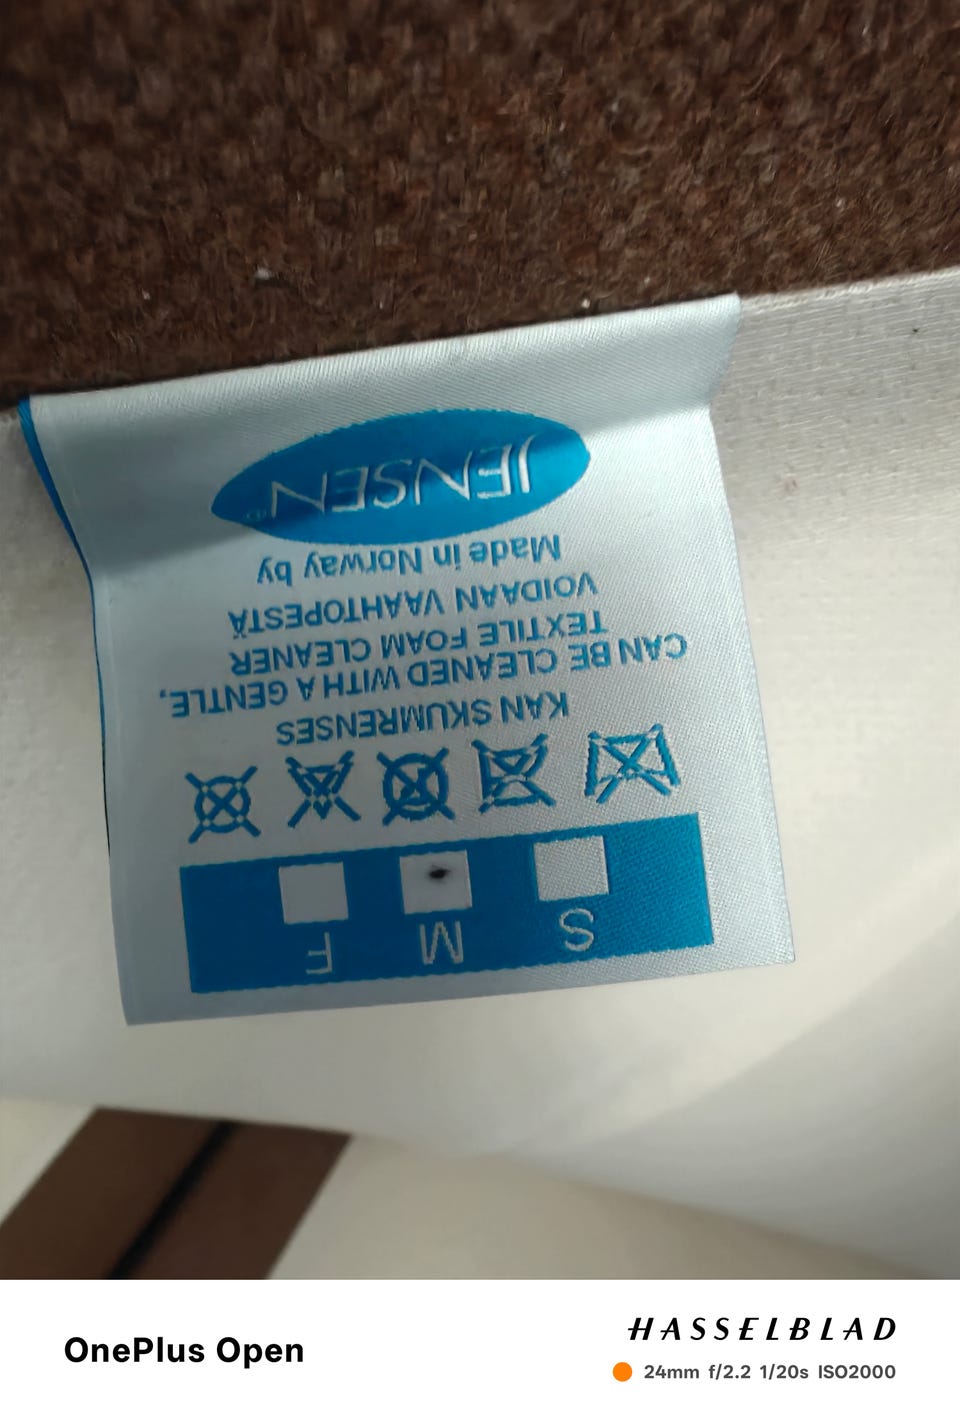 S M F
KAN SKUMRENSES
CAN BE CLEANED WITH A GENTLE,
TEXTILE FOAM CLEANER
VOIDAAN VAAHTOPESTÄ
Made in Norway by
JENSEN®
OnePlus Open
HASSELBLAD
24mm f/2.2 1/20s ISO2000